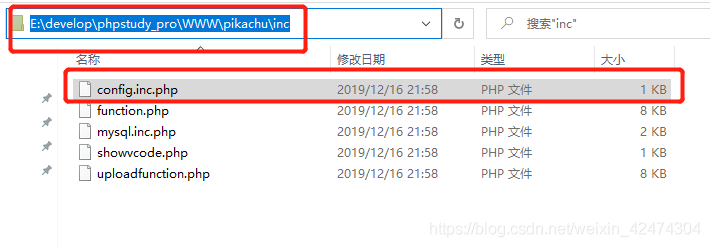 E:\develop\phpstudy_pro\WWW\pikachu\inc 搜索"inc"
名称 修改日期 类型 大小
config.inc.php 2019/12/16 21:58 PHP 文件 1 KB
function.php 2019/12/16 21:58 PHP 文件 8 KB
mysql.inc.php 2019/12/16 21:58 PHP 文件 2 KB
showvcode.php 2019/12/16 21:58 PHP 文件 1 KB
uploadfunction.php 2019/12/16 21:58 PHP 文件 8 KB
https://blog.csdn.net/weixin_42474304